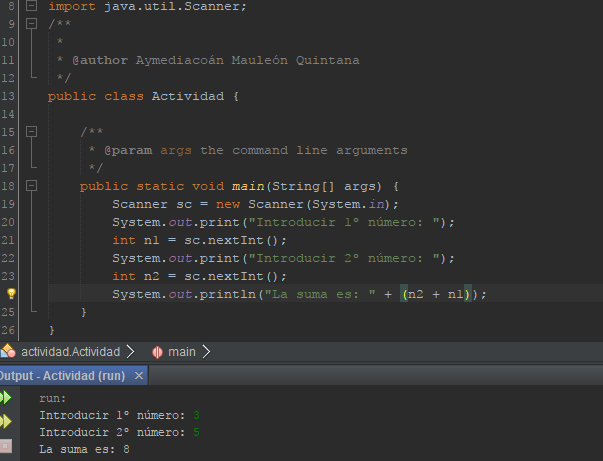 8 import java.util.Scanner;
9 /**
10 *
11 * @author Aymediacoán Mauleón Quintana
12 */
13 public class Actividad {
14
15 /**
16 * @param args the command line arguments
17 */
18 public static void main(String[] args) {
19 Scanner sc = new Scanner(System.in);
20 System.out.print("Introducir 1º número: ");
21 int n1 = sc.nextInt();
22 System.out.print("Introducir 2º número: ");
23 int n2 = sc.nextInt();
System.out.println("La suma es: " + (n2 + n1));
25 }
26 }
actividad.Actividad main
Output - Actividad (run) ×
run:
Introducir 1º número: 3
Introducir 2º número: 5
La suma es: 8